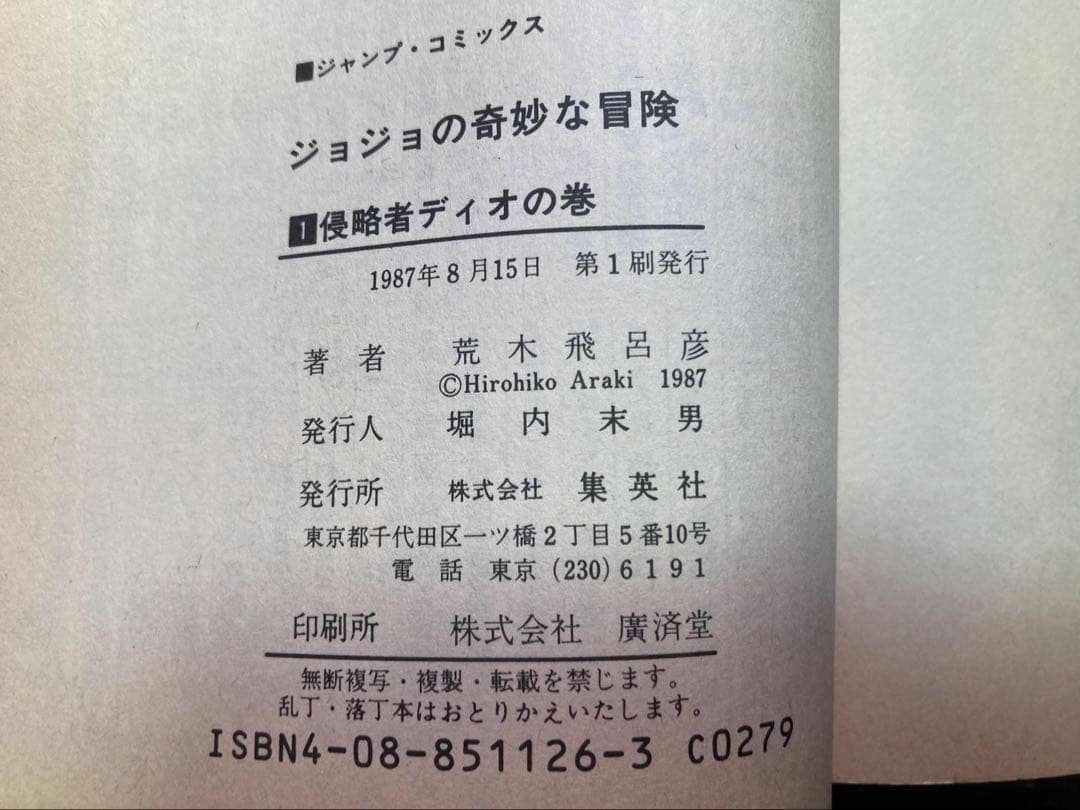 ■ジャンプ・コミックス
ジョジョの奇妙な冒険
1侵略者ディオの巻
1987年8月15日 第1刷発行
著者 荒木飛呂彦
©Hirohiko Araki 1987
発行人 堀内末男
発行所 株式会社 集英社
東京都千代田区一ツ橋2丁目5番10号
電話 東京(230)6191
印刷所 株式会社 廣済堂
無断複写・複製・転載を禁じます。
乱丁・落丁本はおとりかえいたします。
ISBN4-08-851126-3 C0279